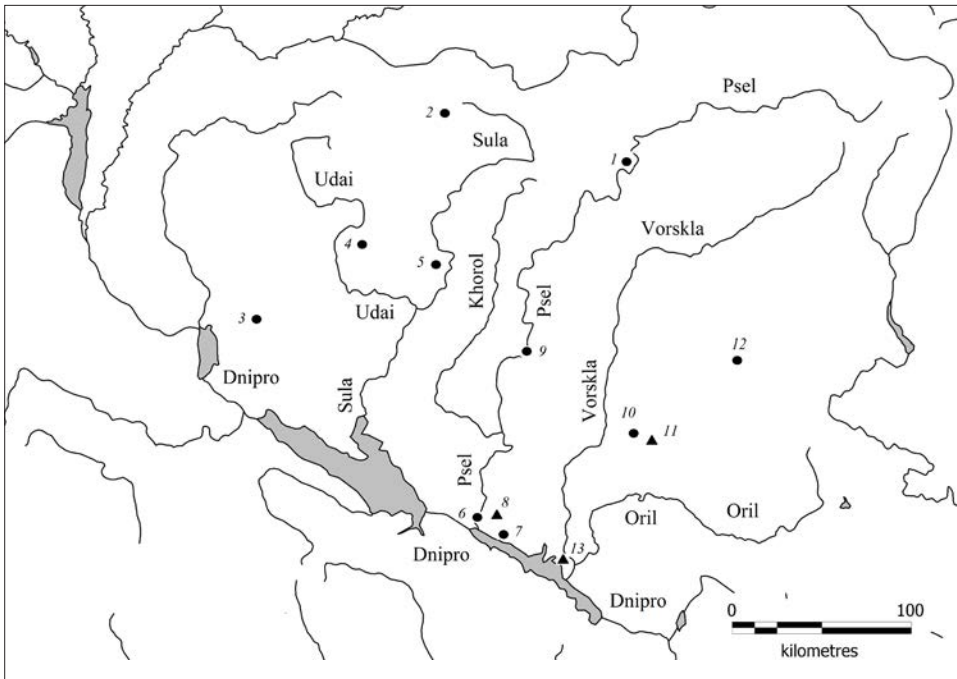 Psel
2
Sula
1
Udai
Vorskla
4
5
Khorol
Psel
Udai
3
12
Dnipro
Sula
9
Vorskla
10
11
Psel
8
6
7
Oril
Oril
Dnipro
13
Dnipro
0 100
kilometres